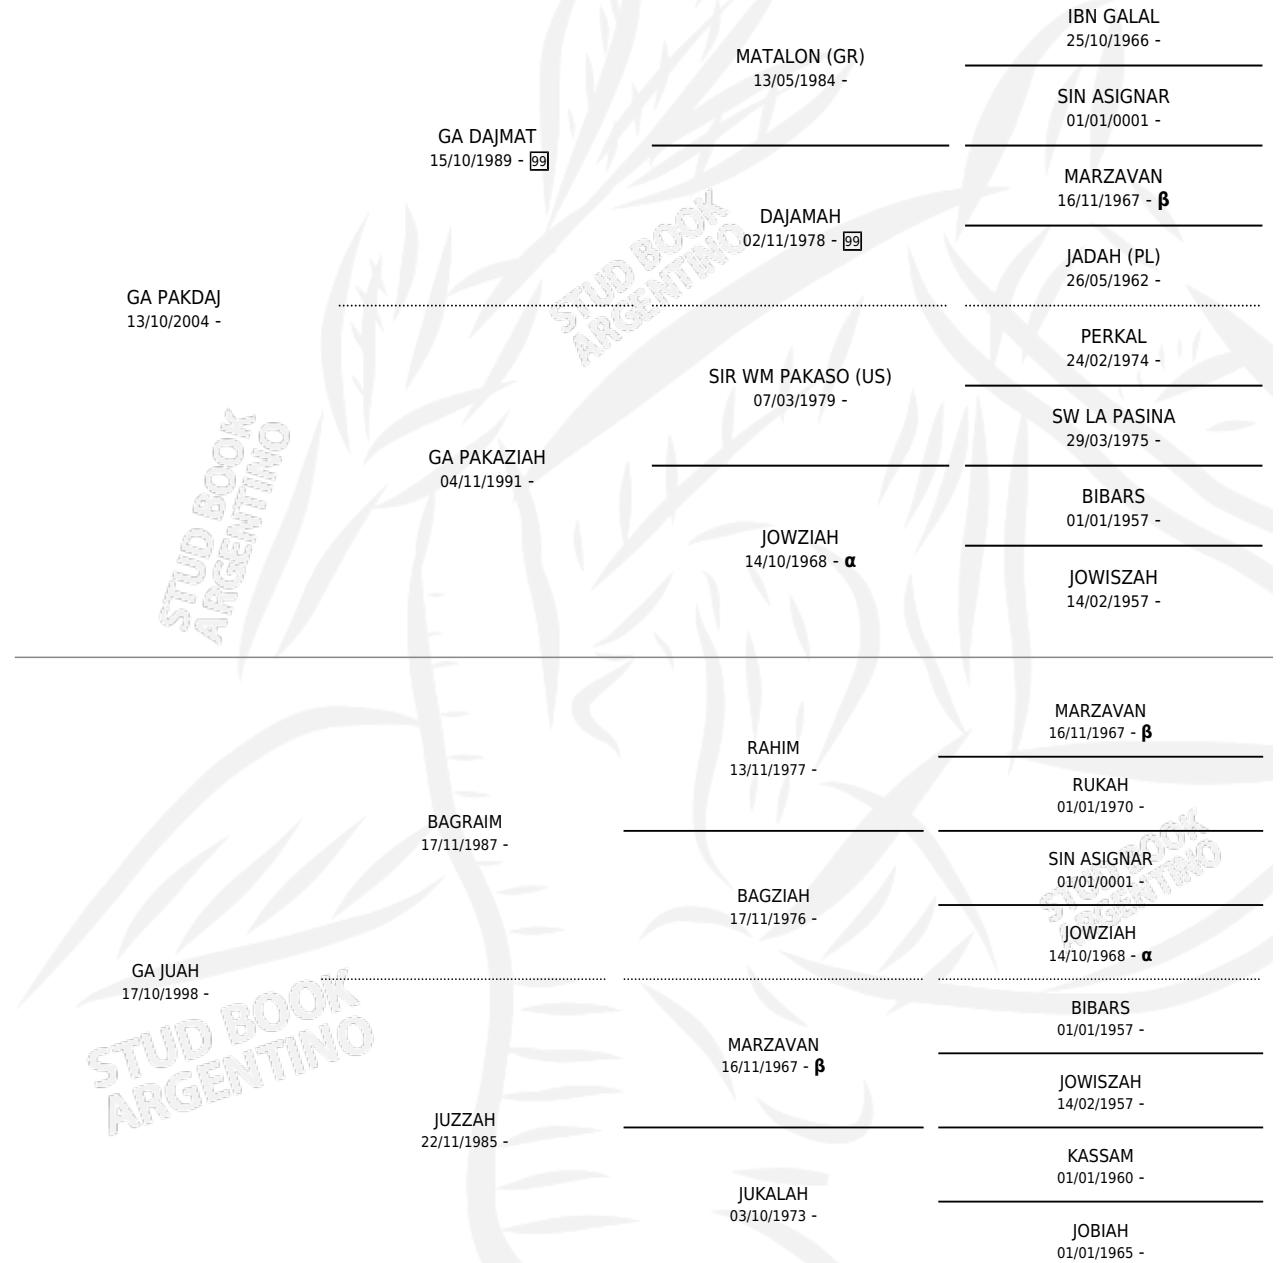 IBN GALAL
25/10/1966 -
MATALON (GR)
13/05/1984 -
SIN ASIGNAR
01/01/0001 -
GA DAJMAT
15/10/1989 - 99
MARZAVAN
16/11/1967 - β
DAJAMAH
02/11/1978 - 99
JADAH (PL)
26/05/1962 -
GA PAKDAJ
13/10/2004 -
PERKAL
24/02/1974 -
SIR WM PAKASO (US)
07/03/1979 -
SW LA PASINA
29/03/1975 -
GA PAKAZIAH
04/11/1991 -
BIBARS
01/01/1957 -
JOWZIAH
14/10/1968 - α
JOWISZAH
14/02/1957 -
STUD BOOK
ARGENTINO
STUD BOOK
ARGENTINO
MARZAVAN
16/11/1967 - β
RAHIM
13/11/1977 -
RUKAH
01/01/1970 -
BAGRAIM
17/11/1987 -
SIN ASIGNAR
01/01/0001 -
BAGZIAH
17/11/1976 -
JOWZIAH
14/10/1968 - α
GA JUAH
17/10/1998 -
BIBARS
01/01/1957 -
MARZAVAN
16/11/1967 - β
JOWISZAH
14/02/1957 -
JUZZAH
22/11/1985 -
KASSAM
01/01/1960 -
JUKALAH
03/10/1973 -
JOBIAH
01/01/1965 -
STUD BOOK
ARGENTINO
STUD BOOK
ARGENTINO